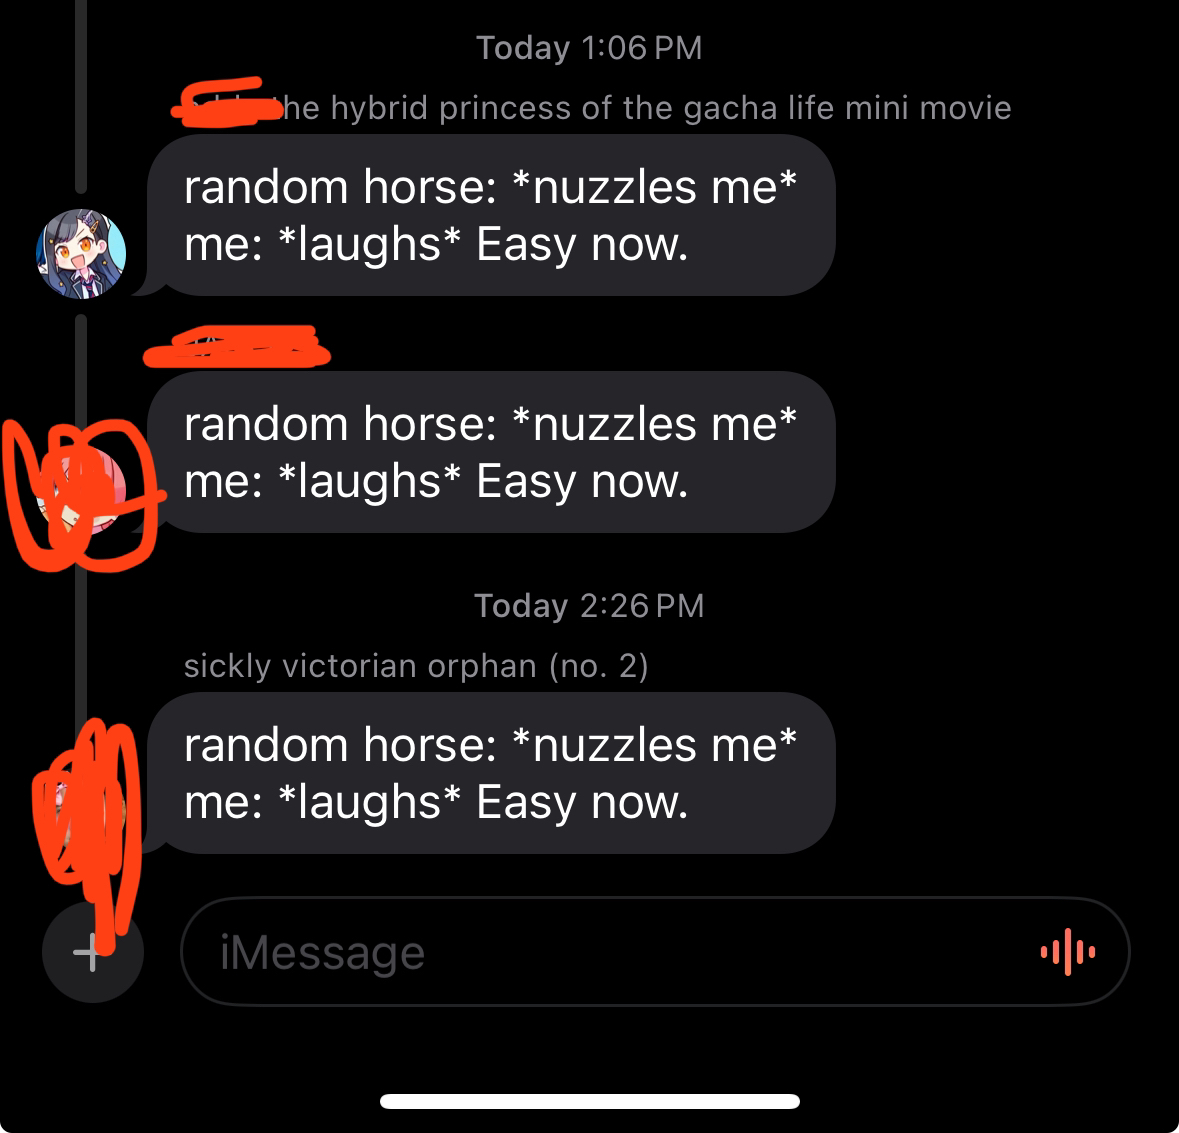 Today 1:06 PM
the hybrid princess of the gacha life mini movie
random horse: *nuzzles me*
me: *laughs* Easy now.
random horse: *nuzzles me*
me: *laughs* Easy now.
Today 2:26 PM
sickly victorian orphan (no. 2)
random horse: *nuzzles me*
me: *laughs* Easy now.
iMessage